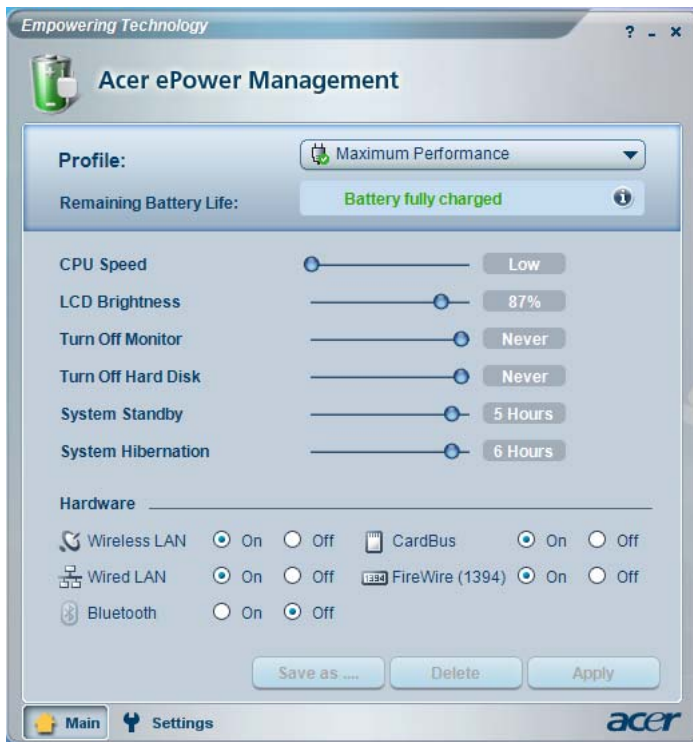 Empowering Technology
? - x
Acer ePower Management
Profile: Maximum Performance
Remaining Battery Life: Battery fully charged
CPU Speed Low
LCD Brightness 87%
Turn Off Monitor Never
Turn Off Hard Disk Never
System Standby 5 Hours
System Hibernation 6 Hours
Hardware
Wireless LAN On Off CardBus On Off
Wired LAN On Off 1394 FireWire (1394) On Off
Bluetooth On Off
Save as .... Delete Apply
Main Settings acer